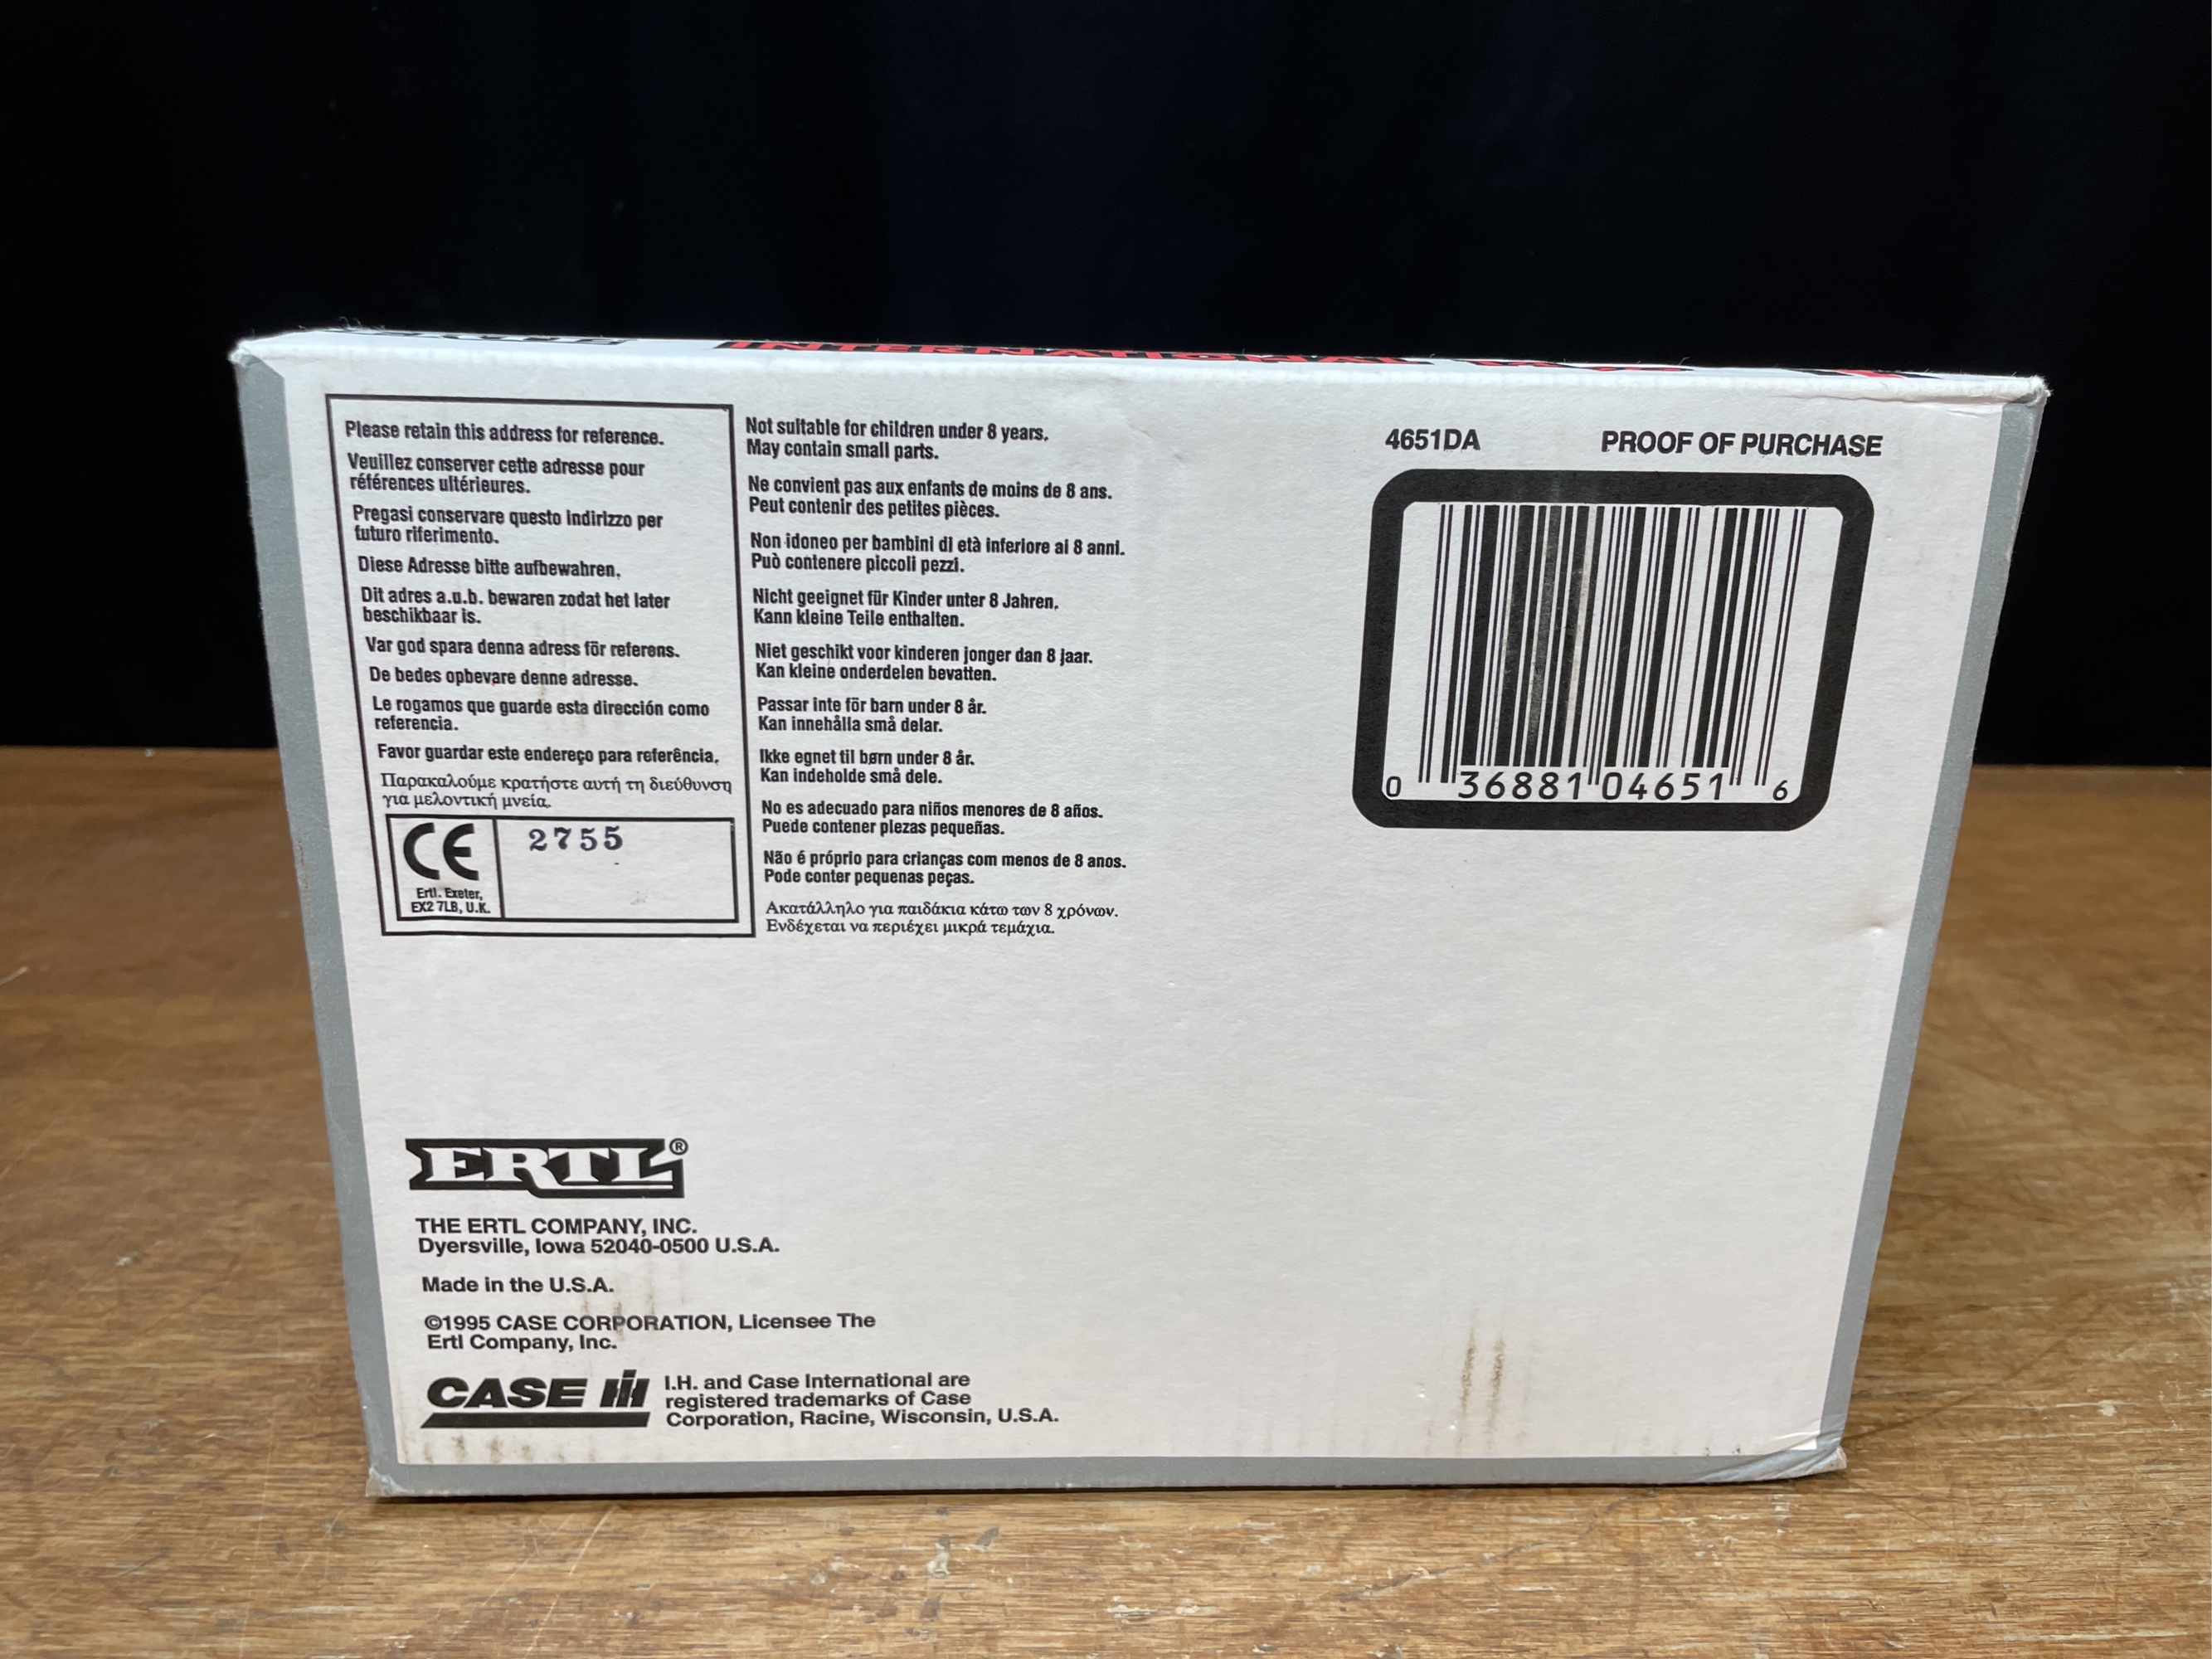 INTERNATIONAL
Please retain this address for reference.
Veuillez conserver cette adresse pour
références ultérieures.
Pregasi conservare questo indirizzo per
futuro riferimento.
Diese Adresse bitte aufbewahren.
Dit adres a.u.b. bewaren zodat het later
beschikbaar is.
Var god spara denna adress för referens.
De bedes opbevare denne adresse.
Le rogamos que guarde esta dirección como
referencia.
Favor guardar este endereço para referência.
Παρακαλούμε κρατήστε αυτή τη διεύθυνση
για μελοντική μνεία.
CE
Ertl. Exeter,
EX2 7LB, U.K.
2755
Not suitable for children under 8 years.
May contain small parts.
Ne convient pas aux enfants de moins de 8 ans.
Peut contenir des petites pièces.
Non idoneo per bambini di età inferiore ai 8 anni.
Può contenere piccoli pezzi.
Nicht geeignet für Kinder unter 8 Jahren.
Kann kleine Teile enthalten.
Niet geschikt voor kinderen jonger dan 8 jaar.
Kan kleine onderdelen bevatten.
Passar inte för barn under 8 år.
Kan innehålla små delar.
Ikke egnet til børn under 8 år.
Kan indeholde små dele.
No es adecuado para niños menores de 8 años.
Puede contener piezas pequeñas.
Não é próprio para crianças com menos de 8 anos.
Pode conter pequenas peças.
Ακατάλληλο για παιδάκια κάτω των 8 χρόνων.
Ενδέχεται να περιέχει μικρά τεμάχια.
4651DA PROOF OF PURCHASE
0 36881 04651 6
ERTL®
THE ERTL COMPANY, INC.
Dyersville, Iowa 52040-0500 U.S.A.
Made in the U.S.A.
©1995 CASE CORPORATION, Licensee The
Ertl Company, Inc.
CASE IH
I.H. and Case International are
registered trademarks of Case
Corporation, Racine, Wisconsin, U.S.A.